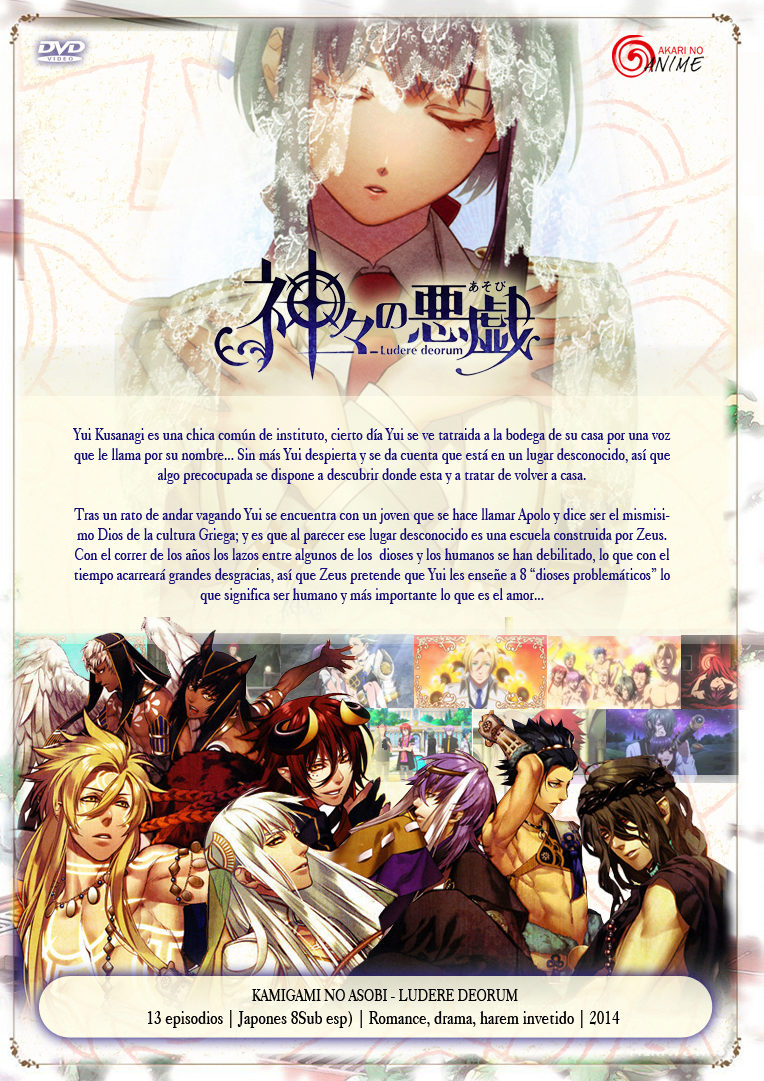 DVD
VIDEO
AKARI NO
ANIME
あそび
神々の悪戯
Ludere deorum
Yui Kusanagi es una chica común de instituto, cierto día Yui se ve tatraida a la bodega de su casa por una voz
que le llama por su nombre... Sin más Yui despierta y se da cuenta que está en un lugar desconocido, así que
algo precocupada se dispone a descubrir donde esta y a tratar de volver a casa.
Tras un rato de andar vagando Yui se encuentra con un joven que se hace llamar Apolo y dice ser el mismisi-
mo Dios de la cultura Griega; y es que al parecer ese lugar desconocido es una escuela construida por Zeus.
Con el correr de los años los lazos entre algunos de los dioses y los humanos se han debilitado, lo que con el
tiempo acarreará grandes desgracias, así que Zeus pretende que Yui les enseñe a 8 “dioses problemáticos” lo
que significa ser humano y más importante lo que es el amor...
KAMIGAMI NO ASOBI - LUDERE DEORUM
13 episodios | Japones 8Sub esp) | Romance, drama, harem invetido | 2014